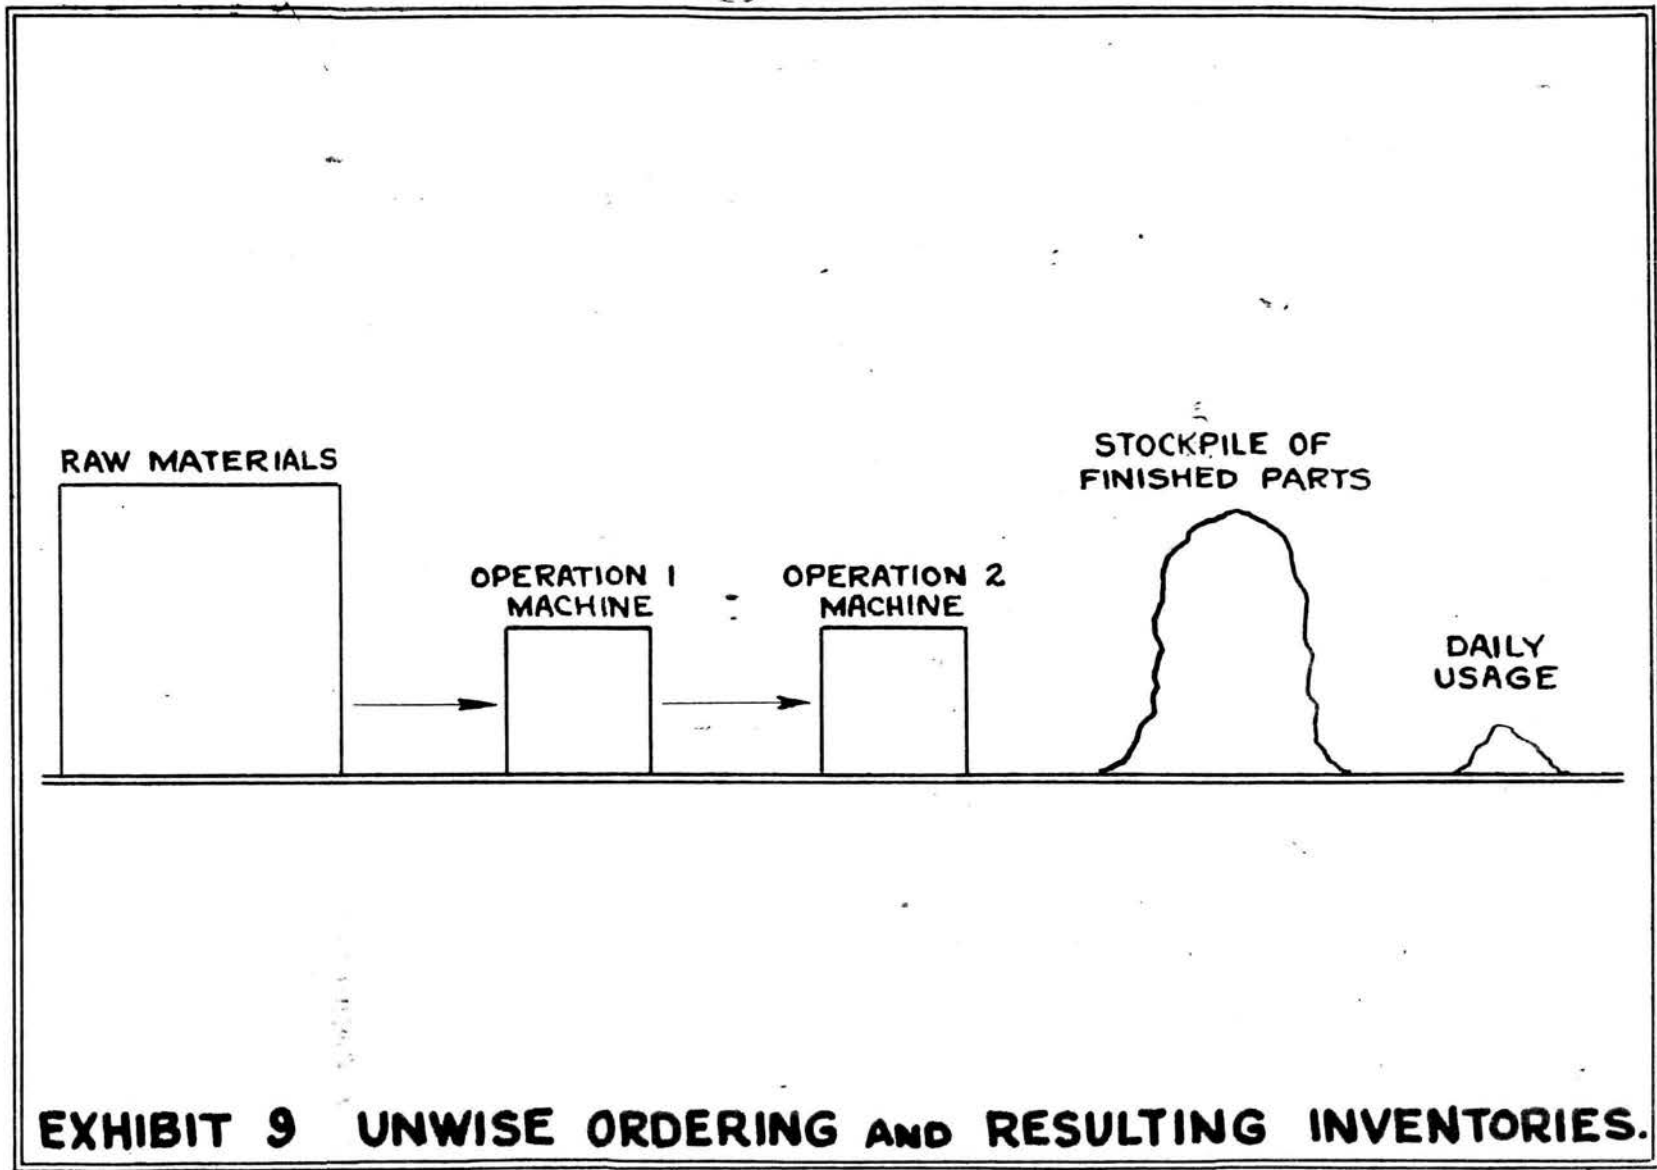 RAW MATERIALS
OPERATION 1
MACHINE
OPERATION 2
MACHINE
STOCKPILE OF
FINISHED PARTS
DAILY
USAGE
EXHIBIT 9 UNWISE ORDERING AND RESULTING INVENTORIES.